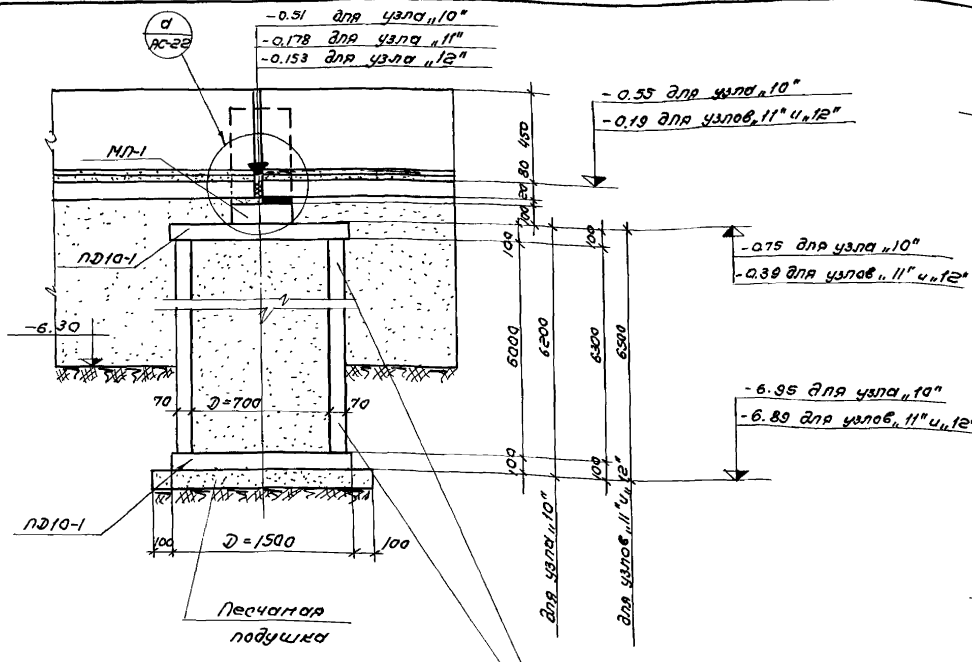 а
АС-22
-0.51 для узла „10"
-0.178 для узла „11"
-0.153 для узла „12"
-0.55 для узла „10"
-0.19 для узлов „11" и „12"
МП-1
450
80
20
100
ПД10-1
100
100
-0.75 для узла „10"
-0.39 для узлов „11" и „12"
-6.30
6000
6200
6300
6500
70
D=700
70
-6.95 для узла „10"
-6.89 для узлов „11" и „12"
100
100
ПД10-1
100
D=1500
100
для узла „10"
для узлов „11" и „12"
Песчаная
подушка